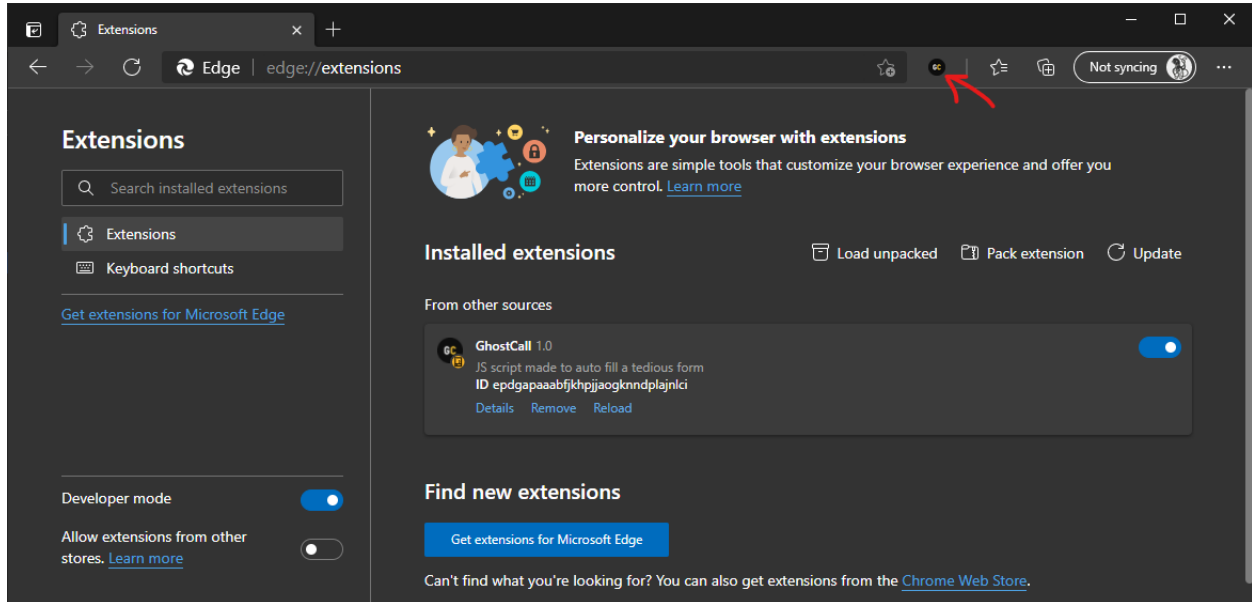 Extensions
Edge edge://extensions
GC
Not syncing
Extensions
Search installed extensions
Extensions
Keyboard shortcuts
Get extensions for Microsoft Edge
Developer mode
Allow extensions from other
stores. Learn more
Personalize your browser with extensions
Extensions are simple tools that customize your browser experience and offer you
more control. Learn more
Installed extensions
Load unpacked
Pack extension
Update
From other sources
GC
GhostCall 1.0
JS script made to auto fill a tedious form
ID epdgapaaabfjkhpjjaogknndplajnlci
Details Remove Reload
Find new extensions
Get extensions for Microsoft Edge
Can't find what you're looking for? You can also get extensions from the Chrome Web Store.